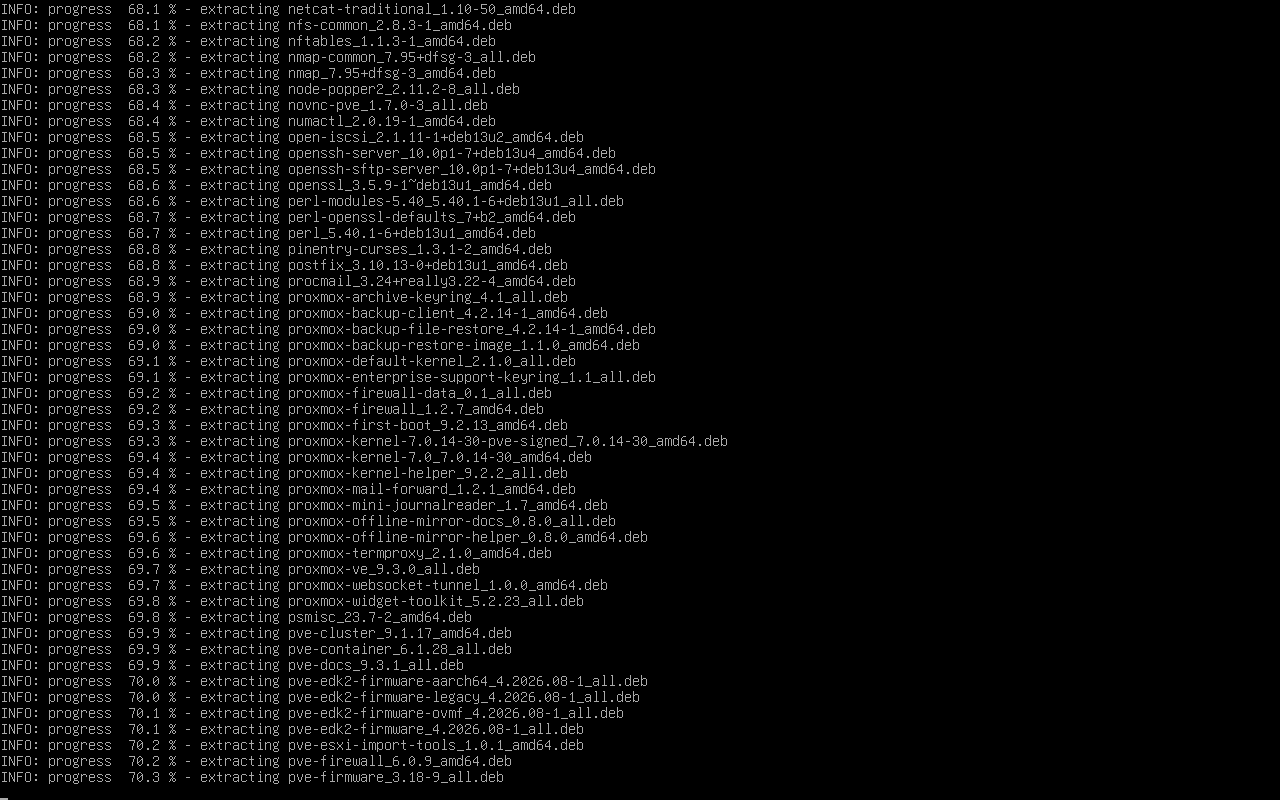 INFO: progress  68.1 % - extracting netcat-traditional_1.10-50_amd64.deb
INFO: progress  68.1 % - extracting nfs-common_2.8.3-1_amd64.deb
INFO: progress  68.2 % - extracting nftables_1.1.3-1_amd64.deb
INFO: progress  68.2 % - extracting nmap-common_7.95+dfsg-3_all.deb
INFO: progress  68.3 % - extracting nmap_7.95+dfsg-3_amd64.deb
INFO: progress  68.3 % - extracting node-popper2_2.11.2-8_all.deb
INFO: progress  68.4 % - extracting novnc-pve_1.7.0-3_all.deb
INFO: progress  68.4 % - extracting numactl_2.0.19-1_amd64.deb
INFO: progress  68.5 % - extracting open-iscsi_2.1.11-1+deb13u2_amd64.deb
INFO: progress  68.5 % - extracting openssh-server_10.0p1-7+deb13u4_amd64.deb
INFO: progress  68.5 % - extracting openssh-sftp-server_10.0p1-7+deb13u4_amd64.deb
INFO: progress  68.6 % - extracting openssl_3.5.9-1~deb13u1_amd64.deb
INFO: progress  68.6 % - extracting perl-modules-5.40_5.40.1-6+deb13u1_all.deb
INFO: progress  68.7 % - extracting perl-openssl-defaults_7+b2_amd64.deb
INFO: progress  68.7 % - extracting perl_5.40.1-6+deb13u1_amd64.deb
INFO: progress  68.8 % - extracting pinentry-curses_1.3.1-2_amd64.deb
INFO: progress  68.8 % - extracting postfix_3.10.13-0+deb13u1_amd64.deb
INFO: progress  68.9 % - extracting procmail_3.24+really3.22-4_amd64.deb
INFO: progress  68.9 % - extracting proxmox-archive-keyring_4.1_all.deb
INFO: progress  69.0 % - extracting proxmox-backup-client_4.2.14-1_amd64.deb
INFO: progress  69.0 % - extracting proxmox-backup-file-restore_4.2.14-1_amd64.deb
INFO: progress  69.0 % - extracting proxmox-backup-restore-image_1.1.0_amd64.deb
INFO: progress  69.1 % - extracting proxmox-default-kernel_2.1.0_all.deb
INFO: progress  69.1 % - extracting proxmox-enterprise-support-keyring_1.1_all.deb
INFO: progress  69.2 % - extracting proxmox-firewall-data_0.1_all.deb
INFO: progress  69.2 % - extracting proxmox-firewall_1.2.7_amd64.deb
INFO: progress  69.3 % - extracting proxmox-first-boot_9.2.13_amd64.deb
INFO: progress  69.3 % - extracting proxmox-kernel-7.0.14-30-pve-signed_7.0.14-30_amd64.deb
INFO: progress  69.4 % - extracting proxmox-kernel-7.0_7.0.14-30_amd64.deb
INFO: progress  69.4 % - extracting proxmox-kernel-helper_9.2.2_all.deb
INFO: progress  69.4 % - extracting proxmox-mail-forward_1.2.1_amd64.deb
INFO: progress  69.5 % - extracting proxmox-mini-journalreader_1.7_amd64.deb
INFO: progress  69.5 % - extracting proxmox-offline-mirror-docs_0.8.0_all.deb
INFO: progress  69.6 % - extracting proxmox-offline-mirror-helper_0.8.0_amd64.deb
INFO: progress  69.6 % - extracting proxmox-termproxy_2.1.0_amd64.deb
INFO: progress  69.7 % - extracting proxmox-ve_9.3.0_all.deb
INFO: progress  69.7 % - extracting proxmox-websocket-tunnel_1.0.0_amd64.deb
INFO: progress  69.8 % - extracting proxmox-widget-toolkit_5.2.23_all.deb
INFO: progress  69.8 % - extracting psmisc_23.7-2_amd64.deb
INFO: progress  69.9 % - extracting pve-cluster_9.1.17_amd64.deb
INFO: progress  69.9 % - extracting pve-container_6.1.28_all.deb
INFO: progress  69.9 % - extracting pve-docs_9.3.1_all.deb
INFO: progress  70.0 % - extracting pve-edk2-firmware-aarch64_4.2026.08-1_all.deb
INFO: progress  70.0 % - extracting pve-edk2-firmware-legacy_4.2026.08-1_all.deb
INFO: progress  70.1 % - extracting pve-edk2-firmware-ovmf_4.2026.08-1_all.deb
INFO: progress  70.1 % - extracting pve-edk2-firmware_4.2026.08-1_all.deb
INFO: progress  70.2 % - extracting pve-esxi-import-tools_1.0.1_amd64.deb
INFO: progress  70.2 % - extracting pve-firewall_6.0.9_amd64.deb
INFO: progress  70.3 % - extracting pve-firmware_3.18-9_all.deb